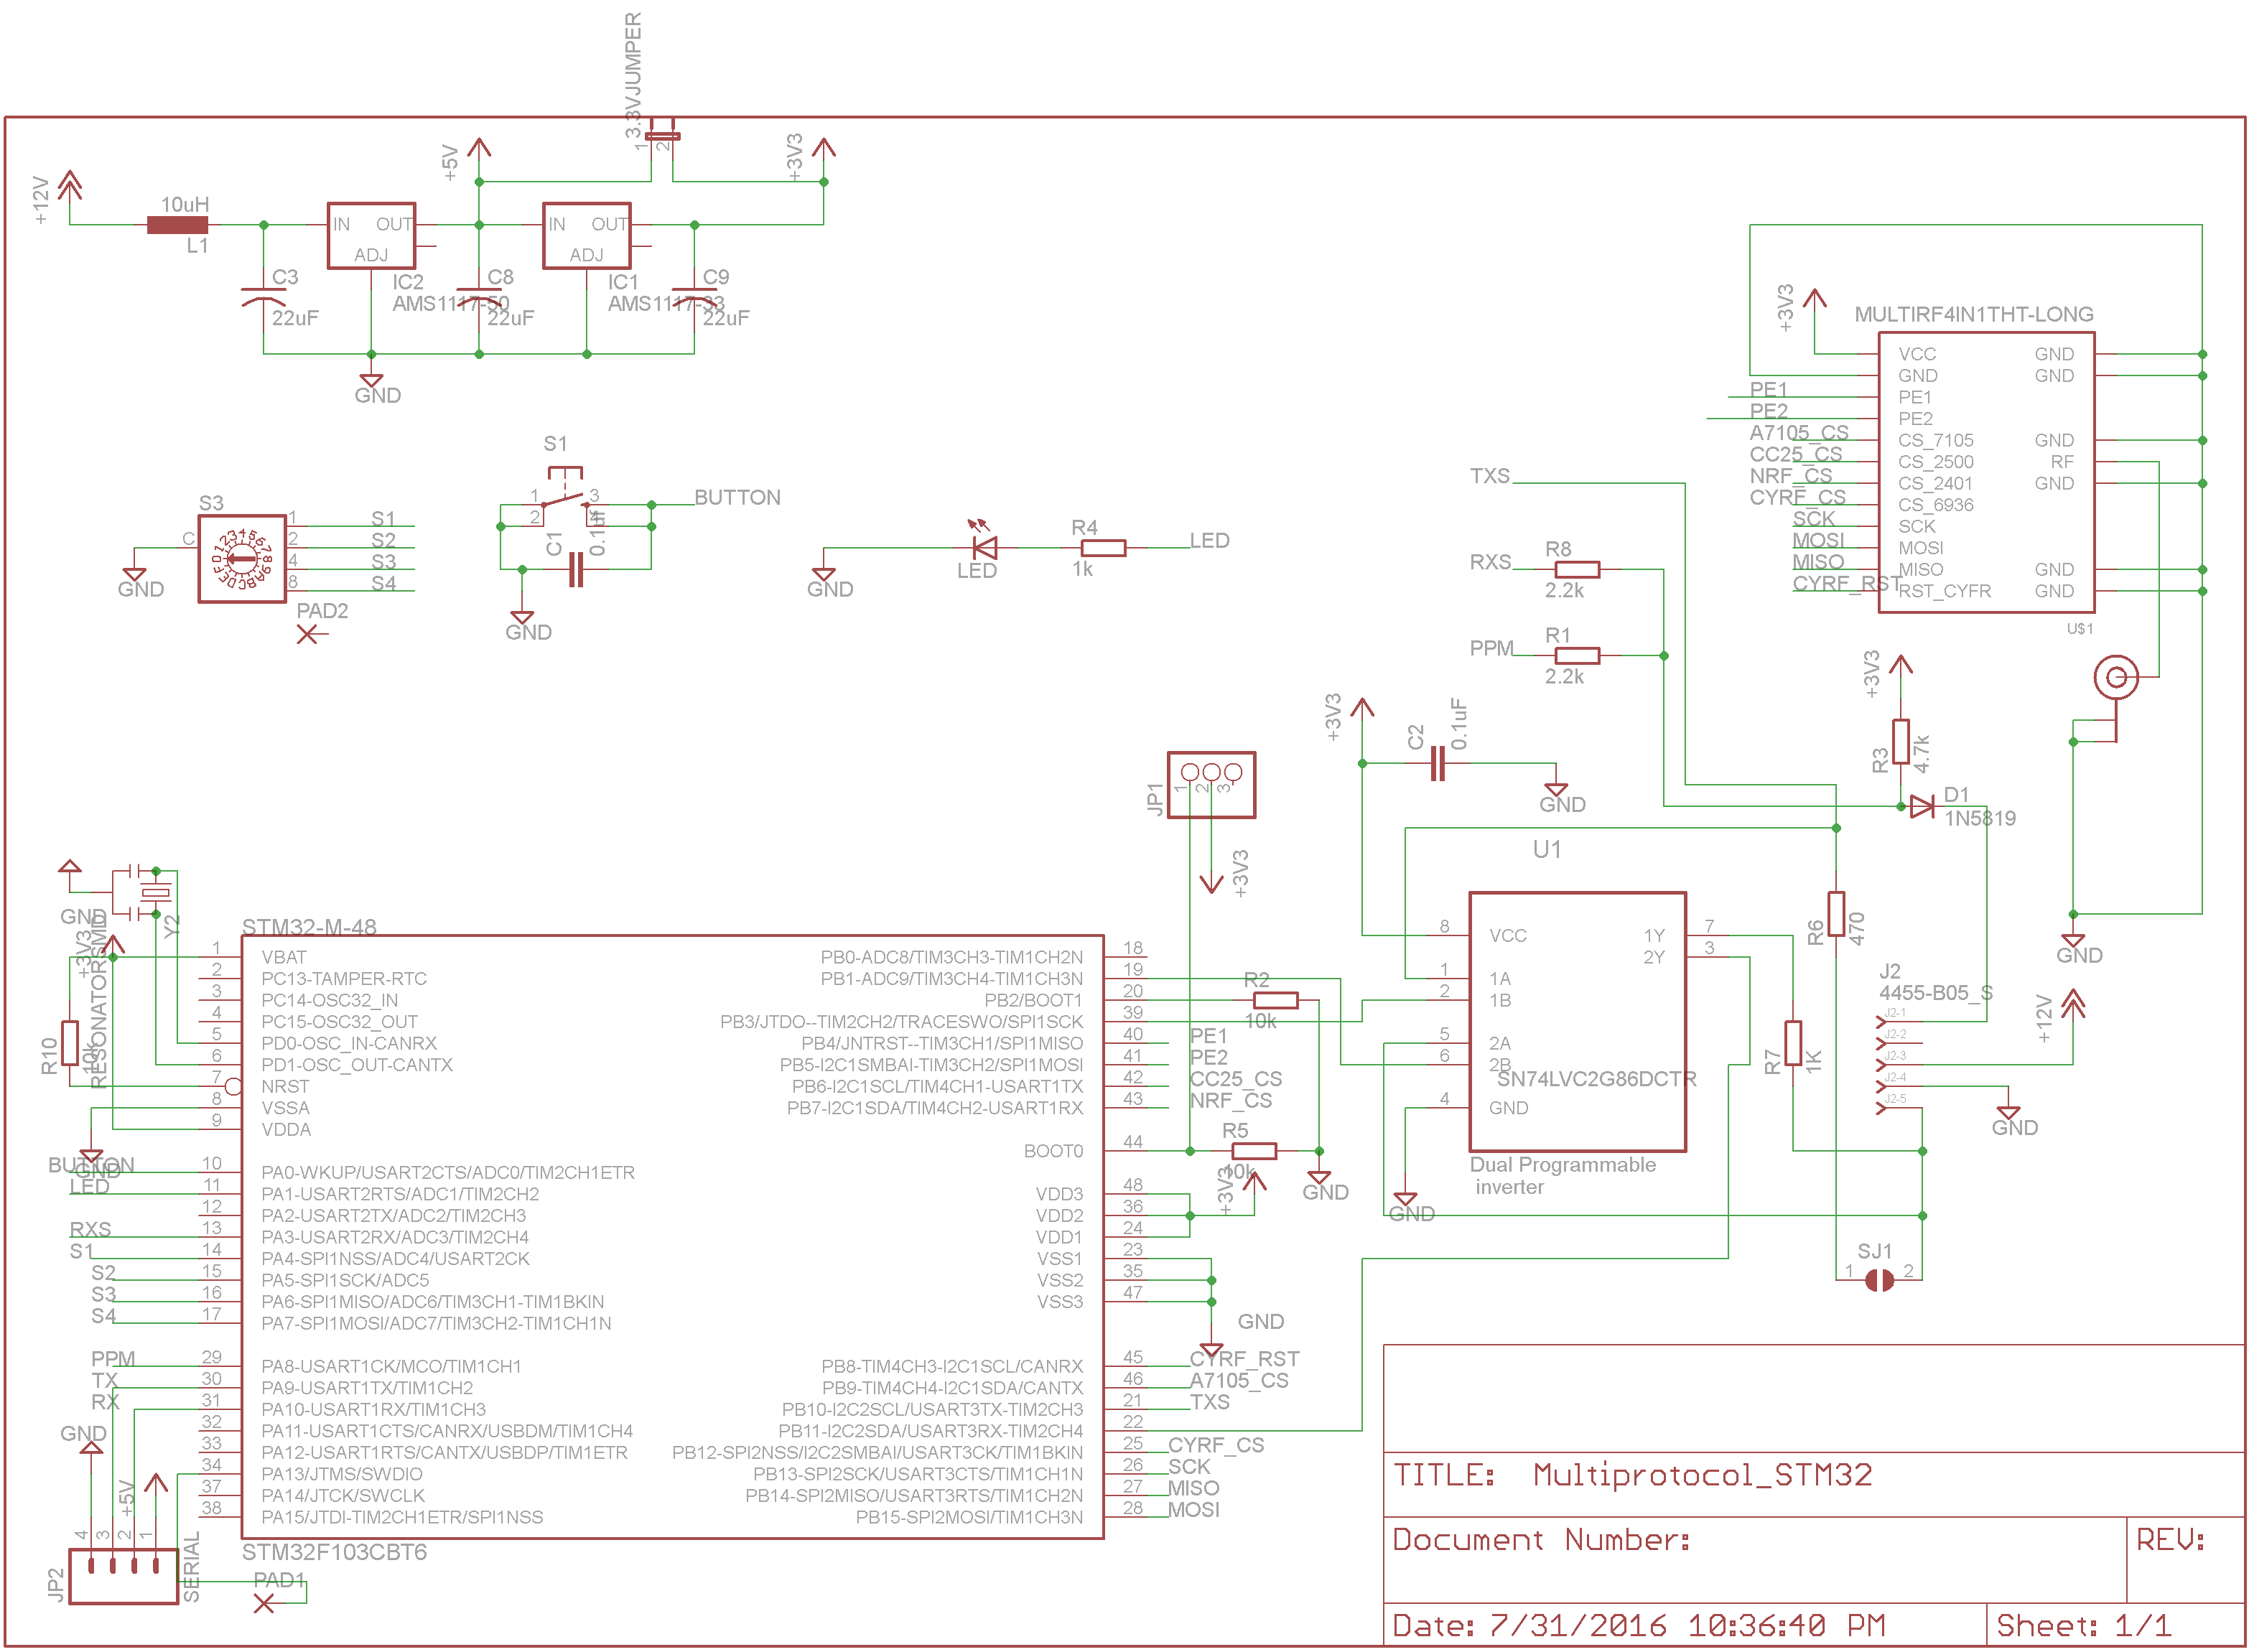 3.3VJUMPER
1
2
+12V
10uH
L1
+5V
+3V3
IN OUT
ADJ
IC2
AMS1117-50
IN OUT
ADJ
IC1
AMS1117-33
C3
22uF
C8
22uF
C9
22uF
GND
S3
C
1
2
4
8
S1
S2
S3
S4
0123456789ABCDEF
GND
PAD2
S1
1
2
3
4
C1
0.1uF
BUTTON
GND
GND
LED
R4
1k
LED
TXS
RXS
R8
2.2k
PPM
R1
2.2k
+3V3
MULTIRF4IN1THT-LONG
PE1
PE2
A7105_CS
CC25_CS
NRF_CS
CYRF_CS
SCK
MOSI
MISO
CYRF_RST
VCC GND
GND GND
PE1
PE2
CS_7105 GND
CS_2500 RF
CS_2401 GND
CS_6936
SCK
MOSI
MISO GND
RST_CYFR GND
U$1
+3V3
R3
4.7k
D1
1N5819
GND
+3V3
C2
0.1uF
GND
JP1
1
2
3
+3V3
U1
8 VCC 1Y 7
2Y 3
1 1A
2 1B
5 2A
6 2B
SN74LVC2G86DCTR
4 GND
Dual Programmable
inverter
GND
R6
470
R7
1K
J2
4455-B05_S
J2-1
J2-2
J2-3
J2-4
J2-5
+12V
GND
SJ1
1 2
GND
Y2
RESONATORSMD
+3V3
R10
10k
GND
STM32-M-48
1 VBAT
2 PC13-TAMPER-RTC
3 PC14-OSC32_IN
4 PC15-OSC32_OUT
5 PD0-OSC_IN-CANRX
6 PD1-OSC_OUT-CANTX
7 NRST
8 VSSA
9 VDDA
BUTTON 10 PA0-WKUP/USART2CTS/ADC0/TIM2CH1ETR
LED 11 PA1-USART2RTS/ADC1/TIM2CH2
12 PA2-USART2TX/ADC2/TIM2CH3
RXS 13 PA3-USART2RX/ADC3/TIM2CH4
S1 14 PA4-SPI1NSS/ADC4/USART2CK
S2 15 PA5-SPI1SCK/ADC5
S3 16 PA6-SPI1MISO/ADC6/TIM3CH1-TIM1BKIN
S4 17 PA7-SPI1MOSI/ADC7/TIM3CH2-TIM1CH1N
PPM 29 PA8-USART1CK/MCO/TIM1CH1
TX 30 PA9-USART1TX/TIM1CH2
RX 31 PA10-USART1RX/TIM1CH3
32 PA11-USART1CTS/CANRX/USBDM/TIM1CH4
33 PA12-USART1RTS/CANTX/USBDP/TIM1ETR
34 PA13/JTMS/SWDIO
37 PA14/JTCK/SWCLK
38 PA15/JTDI-TIM2CH1ETR/SPI1NSS
PB0-ADC8/TIM3CH3-TIM1CH2N 18
PB1-ADC9/TIM3CH4-TIM1CH3N 19
PB2/BOOT1 20
PB3/JTDO--TIM2CH2/TRACESWO/SPI1SCK 39
PB4/JNTRST--TIM3CH1/SPI1MISO 40 PE1
PB5-I2C1SMBAI-TIM3CH2/SPI1MOSI 41 PE2
PB6-I2C1SCL/TIM4CH1-USART1TX 42 CC25_CS
PB7-I2C1SDA/TIM4CH2-USART1RX 43 NRF_CS
BOOT0 44
VDD3 48
VDD2 36
VDD1 24
VSS1 23
VSS2 35
VSS3 47
PB8-TIM4CH3-I2C1SCL/CANRX 45 CYRF_RST
PB9-TIM4CH4-I2C1SDA/CANTX 46 A7105_CS
PB10-I2C2SCL/USART3TX-TIM2CH3 21 TXS
PB11-I2C2SDA/USART3RX-TIM2CH4 22
PB12-SPI2NSS/I2C2SMBAI/USART3CK/TIM1BKIN 25 CYRF_CS
PB13-SPI2SCK/USART3CTS/TIM1CH1N 26 SCK
PB14-SPI2MISO/USART3RTS/TIM1CH2N 27 MISO
PB15-SPI2MOSI/TIM1CH3N 28 MOSI
R2
10k
R5
10k
+3V3
GND
GND
STM32F103CBT6
GND
+5V
4
3
2
1
JP2
SERIAL
PAD1
TITLE: Multiprotocol_STM32
Document Number:
REV:
Date: 7/31/2016 10:36:40 PM
Sheet: 1/1